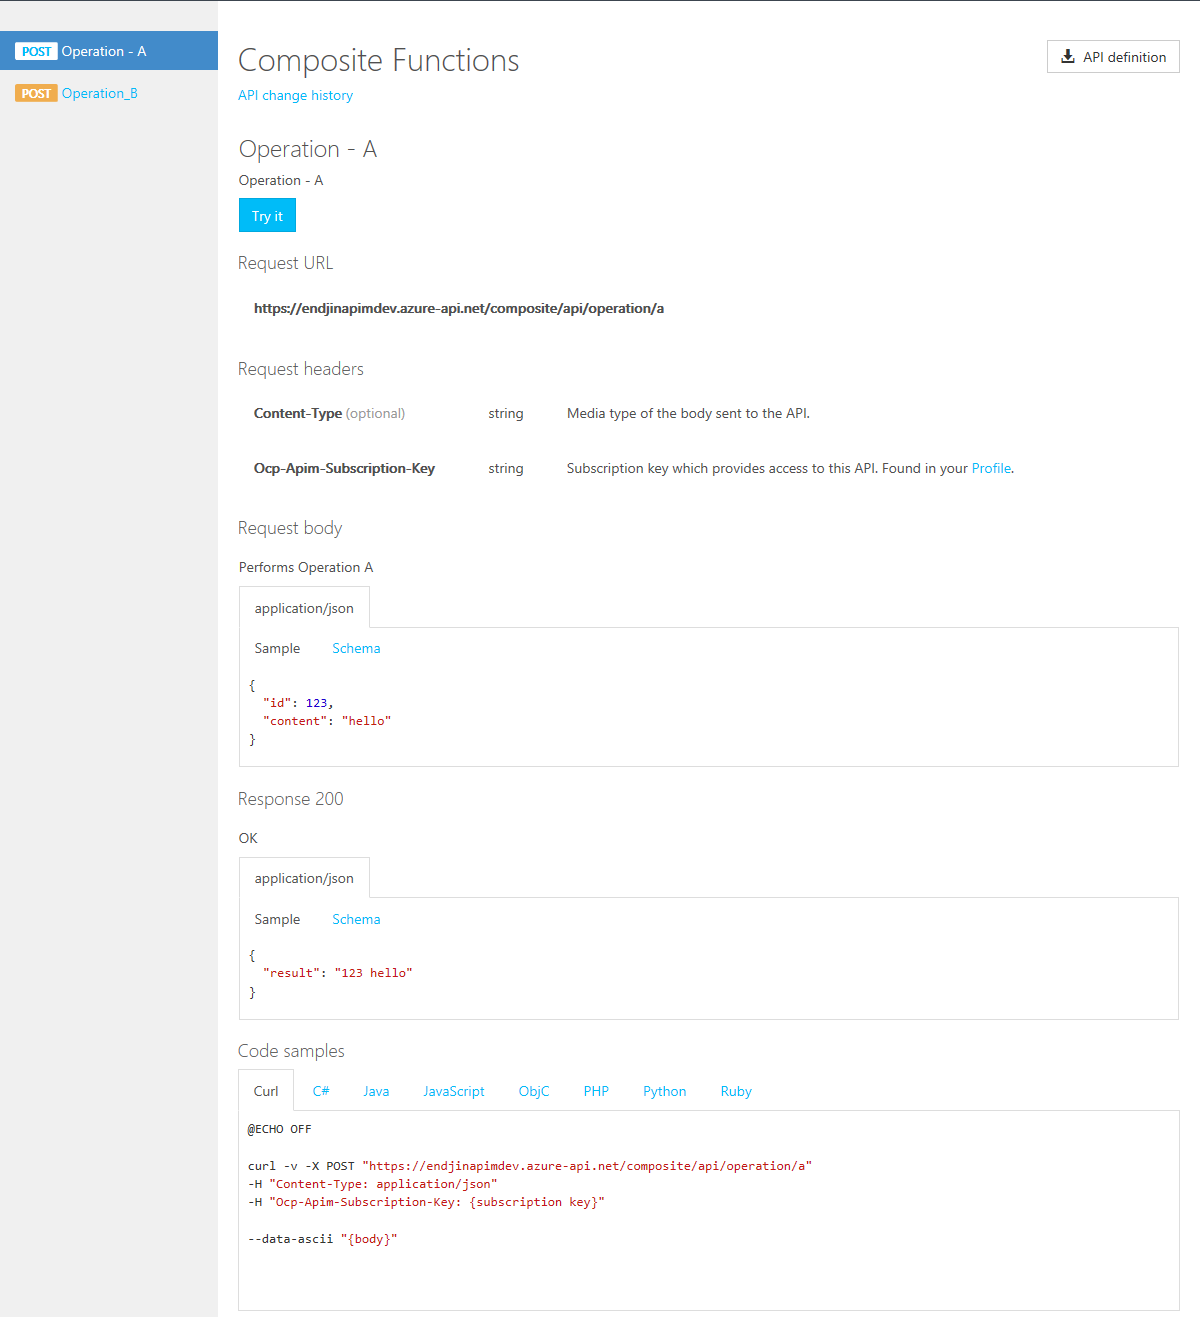 POST Operation - A
POST Operation_B
Composite Functions
API definition
API change history
Operation - A
Operation - A
Try it
Request URL
https://endjinapimdev.azure-api.net/composite/api/operation/a
Request headers
Content-Type (optional) string Media type of the body sent to the API.
Ocp-Apim-Subscription-Key string Subscription key which provides access to this API. Found in your Profile.
Request body
Performs Operation A
application/json
Sample Schema
{
"id": 123,
"content": "hello"
}
Response 200
OK
application/json
Sample Schema
{
"result": "123 hello"
}
Code samples
Curl C# Java JavaScript ObjC PHP Python Ruby
@ECHO OFF
curl -v -X POST "https://endjinapimdev.azure-api.net/composite/api/operation/a"
-H "Content-Type: application/json"
-H "Ocp-Apim-Subscription-Key: {subscription key}"
--data-ascii "{body}"